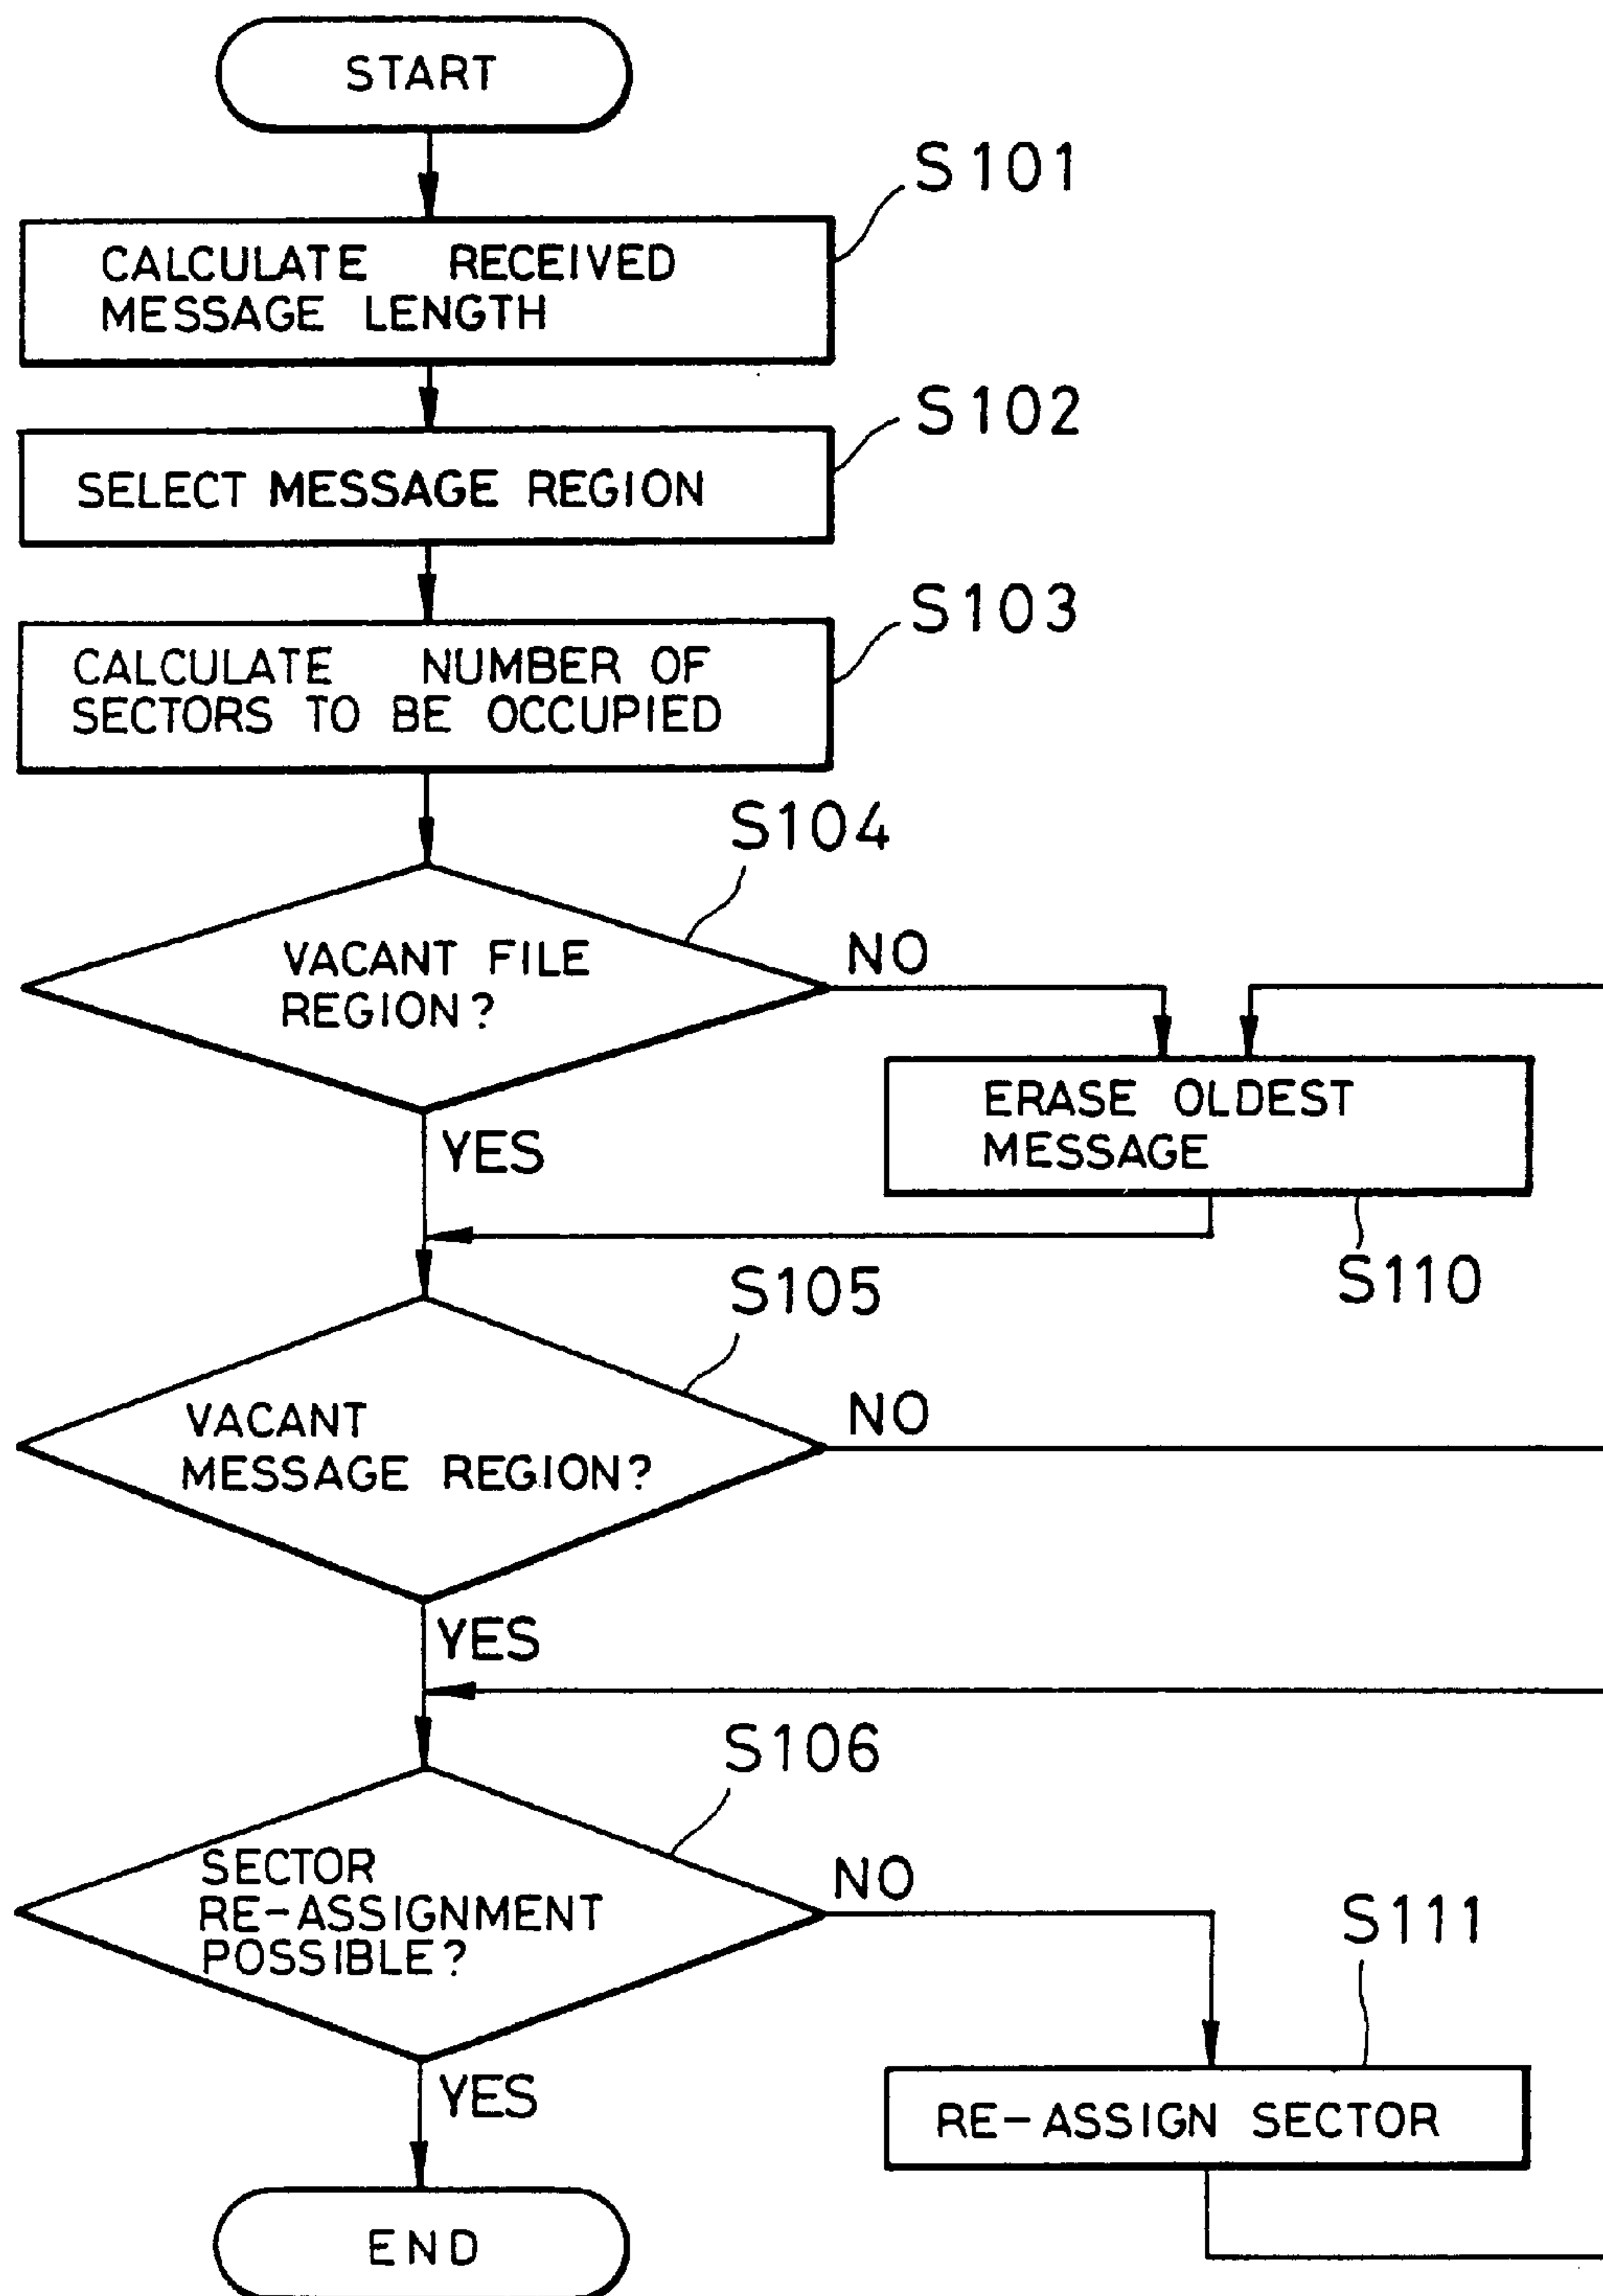 START
S101
CALCULATE RECEIVED
MESSAGE LENGTH
S102
SELECT MESSAGE REGION
S103
CALCULATE NUMBER OF
SECTORS TO BE OCCUPIED
S104
VACANT FILE
REGION?
NO
YES
ERASE OLDEST
MESSAGE
S110
S105
VACANT
MESSAGE REGION?
NO
YES
S106
SECTOR
RE-ASSIGNMENT
POSSIBLE?
NO
YES
S111
RE-ASSIGN SECTOR
END